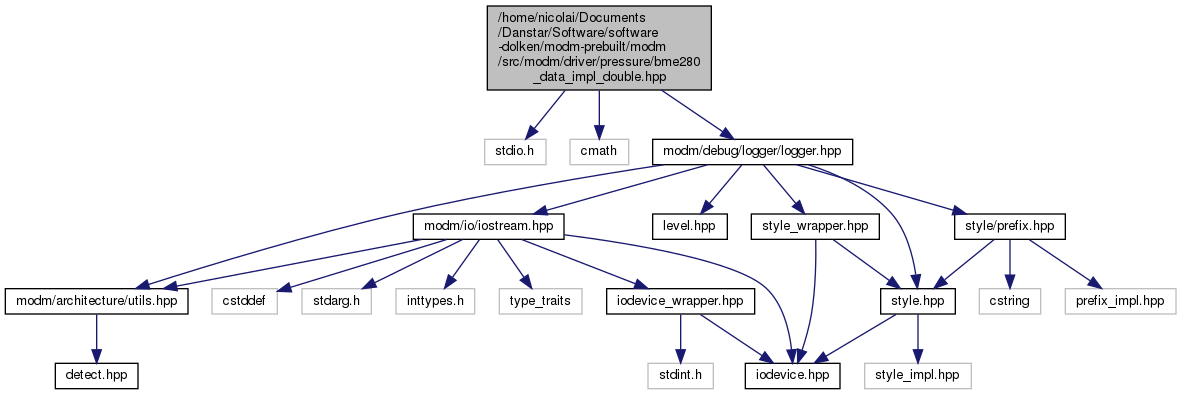 /home/nicolai/Documents
/Danstar/Software/software
-dolken/modm-prebuilt/modm
/src/modm/driver/pressure/bme280
_data_impl_double.hpp
stdio.h
cmath
modm/debug/logger/logger.hpp
modm/io/iostream.hpp
level.hpp
style_wrapper.hpp
style/prefix.hpp
modm/architecture/utils.hpp
cstddef
stdarg.h
inttypes.h
type_traits
iodevice_wrapper.hpp
style.hpp
cstring
prefix_impl.hpp
detect.hpp
stdint.h
iodevice.hpp
style_impl.hpp